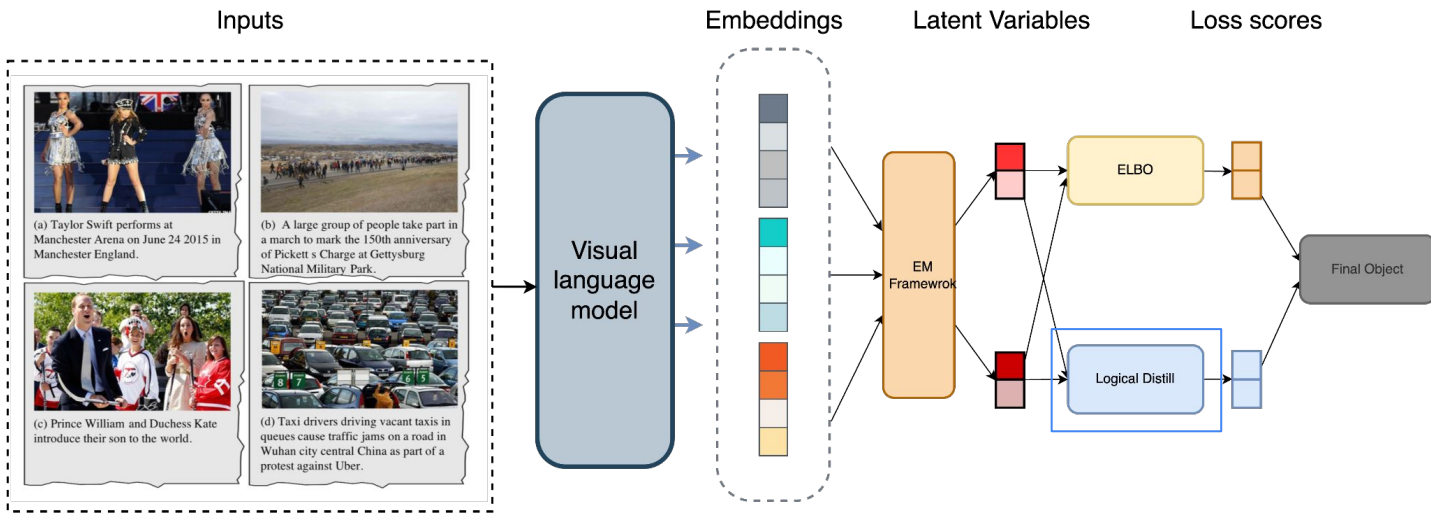 Inputs
Embeddings
Latent Variables
Loss scores
(a) Taylor Swift performs at
Manchester Arena on June 24 2015 in
Manchester England.
(b) A large group of people take part in
a march to mark the 150th anniversary
of Pickett s Charge at Gettysburg
National Military Park.
(c) Prince William and Duchess Kate
introduce their son to the world.
8 7
6 5
(d) Taxi drivers driving vacant taxis in
queues cause traffic jams on a road in
Wuhan city central China as part of a
protest against Uber.
Visual
language
model
EM
Framewrok
ELBO
Logical Distill
Final Object